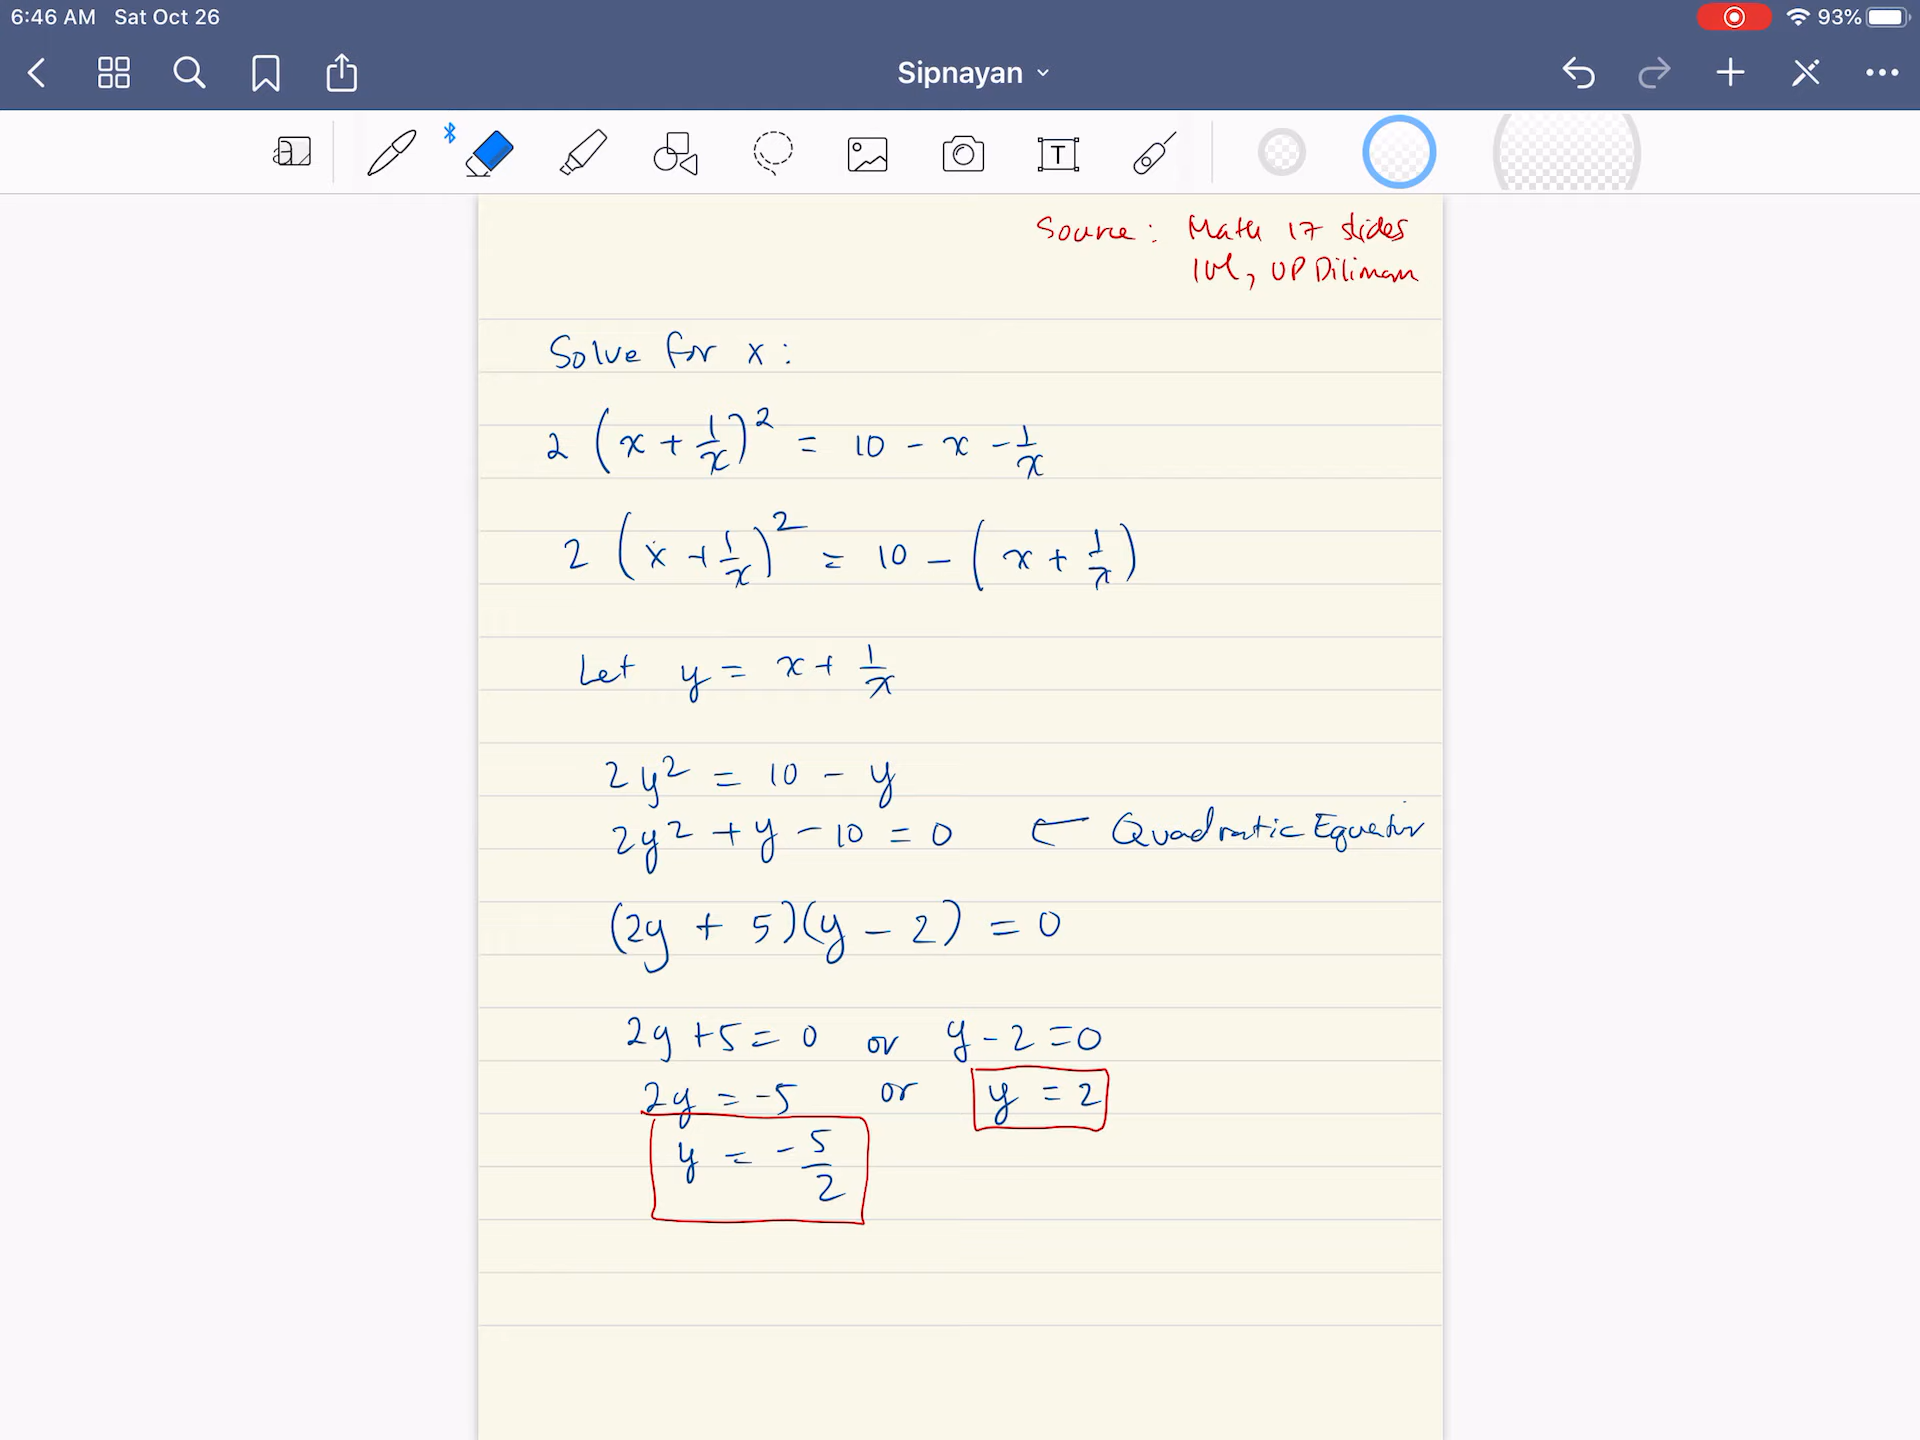 6:46 AM Sat Oct 26
93%
Sipnayan
T
Source: Math 17 slides
IMl, UP Diliman
Solve for x:
2 (x + 1/x)² = 10 - x - 1/x
2 (x + 1/x)² = 10 - (x + 1/x)
Let y = x + 1/x
2y² = 10 - y
2y² + y - 10 = 0 ← Quadratic Equation
(2y + 5)(y - 2) = 0
2y + 5 = 0 or y - 2 = 0
2y = -5 or y = 2
y = -5/2